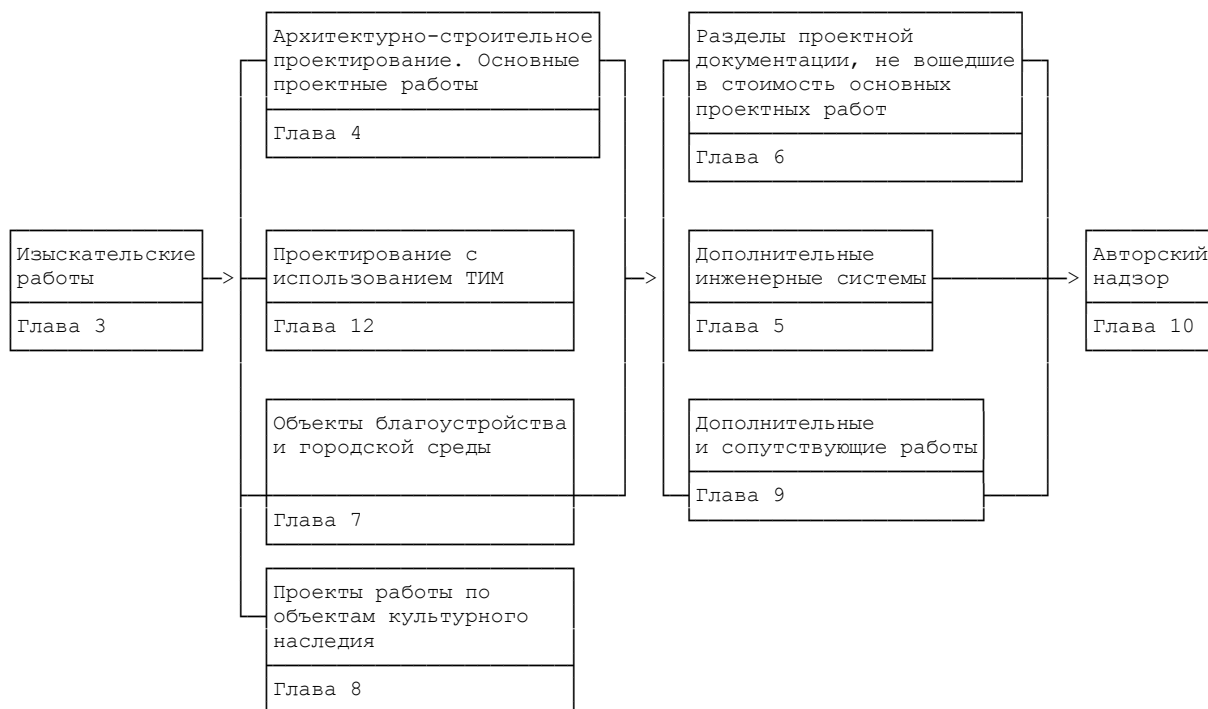 Изыскательские
работы
Глава 3
Архитектурно-строительное
проектирование. Основные
проектные работы
Глава 4
Проектирование с
использованием ТИМ
Глава 12
Объекты благоустройства
и городской среды
Глава 7
Проекты работы по
объектам культурного
наследия
Глава 8
Разделы проектной
документации, не вошедшие
в стоимость основных
проектных работ
Глава 6
Дополнительные
инженерные системы
Глава 5
Дополнительные
и сопутствующие работы
Глава 9
Авторский
надзор
Глава 10